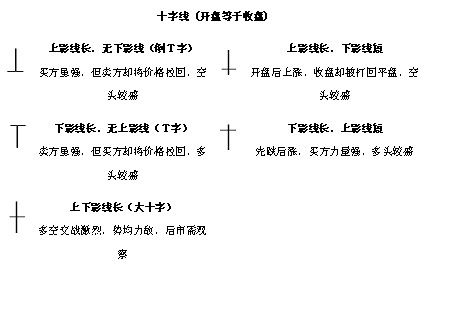 十字线（开盘等于收盘）
上影线长．无下影线（倒T字）
买方虽强．但卖方却将价格拉回．空
头较盛
上影线长．下影线短
开盘后上涨．收盘却被打回平盘．空
头较盛
下影线长．无上影线（T字）
卖方虽强．但买方却将价格拉回．多
头较盛
下影线长．上影线短
先跌后涨．买方力量强．多头较盛
上下影线长（大十字）
多空交战激烈．势均力敌．后市需观
察